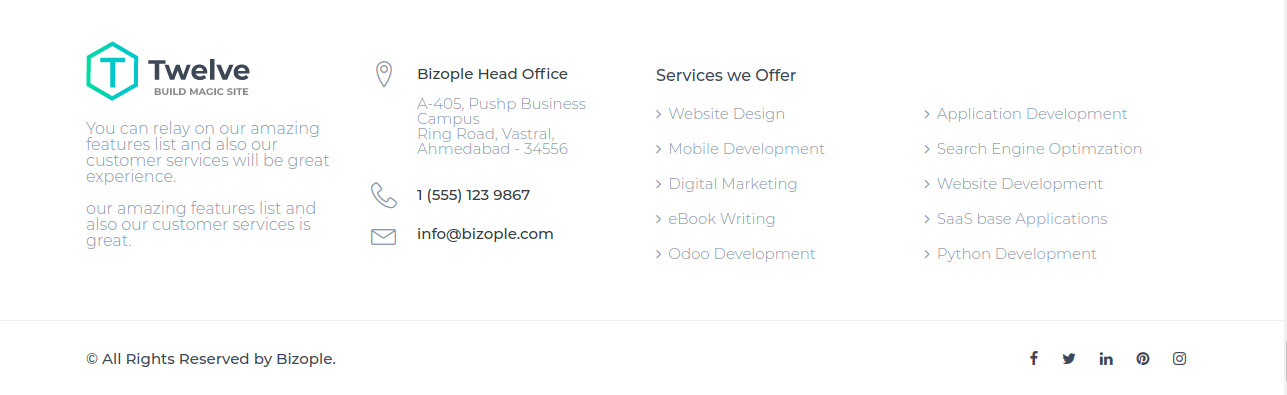 T Twelve
BUILD MAGIC SITE
You can relay on our amazing
features list and also our
customer services will be great
experience.
our amazing features list and
also our customer services is
great.
Bizople Head Office
A-405, Pushp Business
Campus
Ring Road, Vastral,
Ahmedabad - 34556
1 (555) 123 9867
info@bizople.com
Services we Offer
Website Design
Mobile Development
Digital Marketing
eBook Writing
Odoo Development
Application Development
Search Engine Optimzation
Website Development
SaaS base Applications
Python Development
© All Rights Reserved by Bizople.